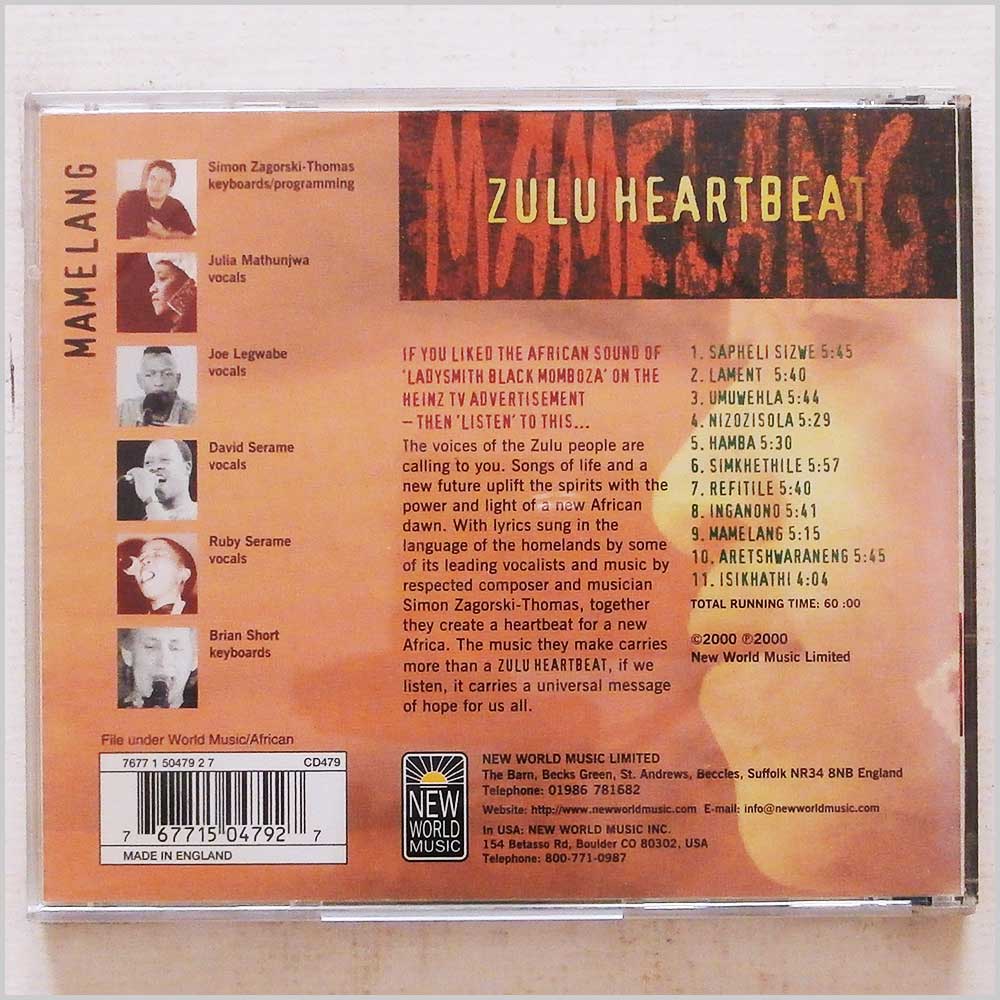 MAMELANG
Simon Zagorski-Thomas
keyboards/programming
Julia Mathunjwa
vocals
Joe Legwabe
vocals
David Serame
vocals
Ruby Serame
vocals
Brian Short
keyboards
MAMELANG
ZULU HEARTBEAT
IF YOU LIKED THE AFRICAN SOUND OF
'LADYSMITH BLACK MOMBOZA' ON THE
HEINZ TV ADVERTISEMENT
– THEN 'LISTEN' TO THIS...
The voices of the Zulu people are
calling to you. Songs of life and a
new future uplift the spirits with the
power and light of a new African
dawn. With lyrics sung in the
language of the homelands by some
of its leading vocalists and music by
respected composer and musician
Simon Zagorski-Thomas, together
they create a heartbeat for a new
Africa. The music they make carries
more than a ZULU HEARTBEAT, if we
listen, it carries a universal message
of hope for us all.
1. SAPHELI SIZWE 5:45
2. LAMENT 5:40
3. UMUWEHLA 5:44
4. NIZOZISOLA 5:29
5. HAMBA 5:30
6. SIMKHETHILE 5:57
7. REFITILE 5:40
8. INGANONO 5:41
9. MAMELANG 5:15
10. ARETSHWARANENG 5:45
11. ISIKHATHI 4:04
TOTAL RUNNING TIME: 60 :00
©2000 ℗2000
New World Music Limited
File under World Music/African
7677 1 50479 2 7 CD479
7 67715 04792 7
MADE IN ENGLAND
NEW
WORLD
MUSIC
NEW WORLD MUSIC LIMITED
The Barn, Becks Green, St. Andrews, Beccles, Suffolk NR34 8NB England
Telephone: 01986 781682
Website: http://www.newworldmusic.com E-mail: info@newworldmusic.com
In USA: NEW WORLD MUSIC INC.
154 Betasso Rd, Boulder CO 80302, USA
Telephone: 800-771-0987